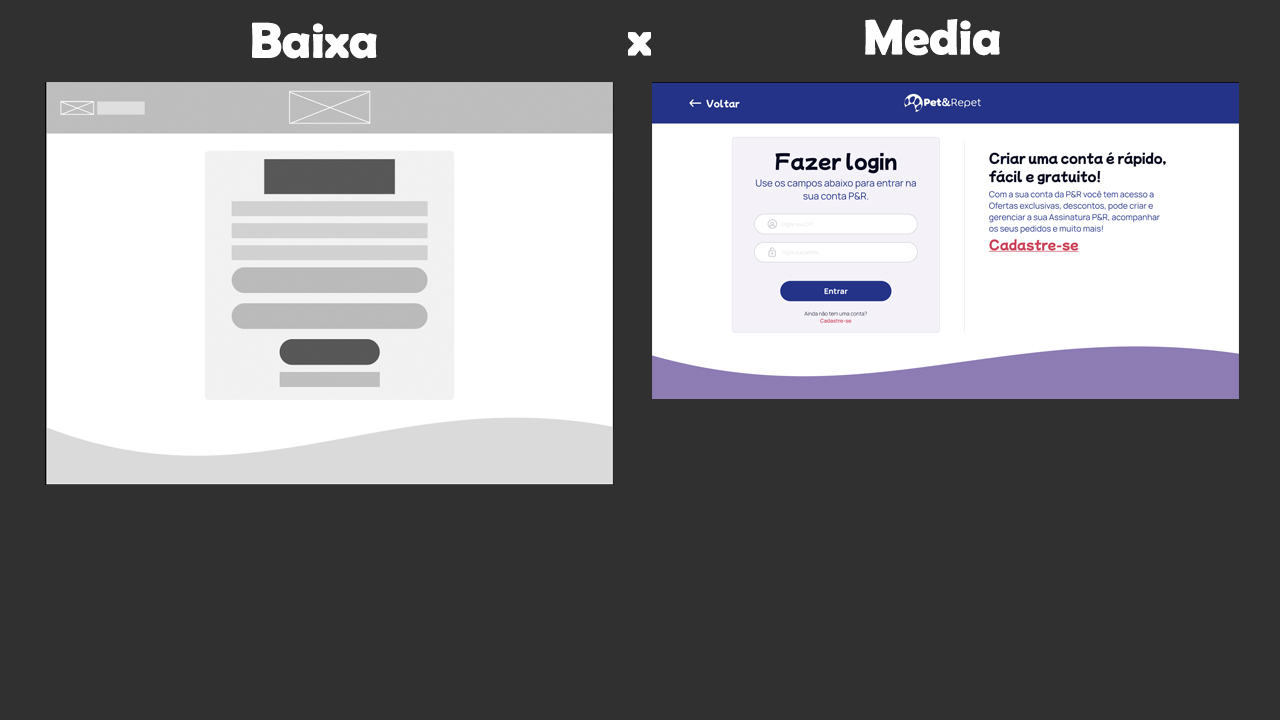 Baixa
x
Media
Voltar
Pet&Repet
Fazer login
Use os campos abaixo para entrar na
sua conta P&R.
Entrar
Ainda não tem uma conta?
Cadastre-se
Criar uma conta é rápido,
fácil e gratuito!
Com a sua conta da P&R você tem acesso a
Ofertas exclusivas, descontos, pode criar e
gerenciar a sua Assinatura P&R, acompanhar
os seus pedidos e muito mais!
Cadastre-se